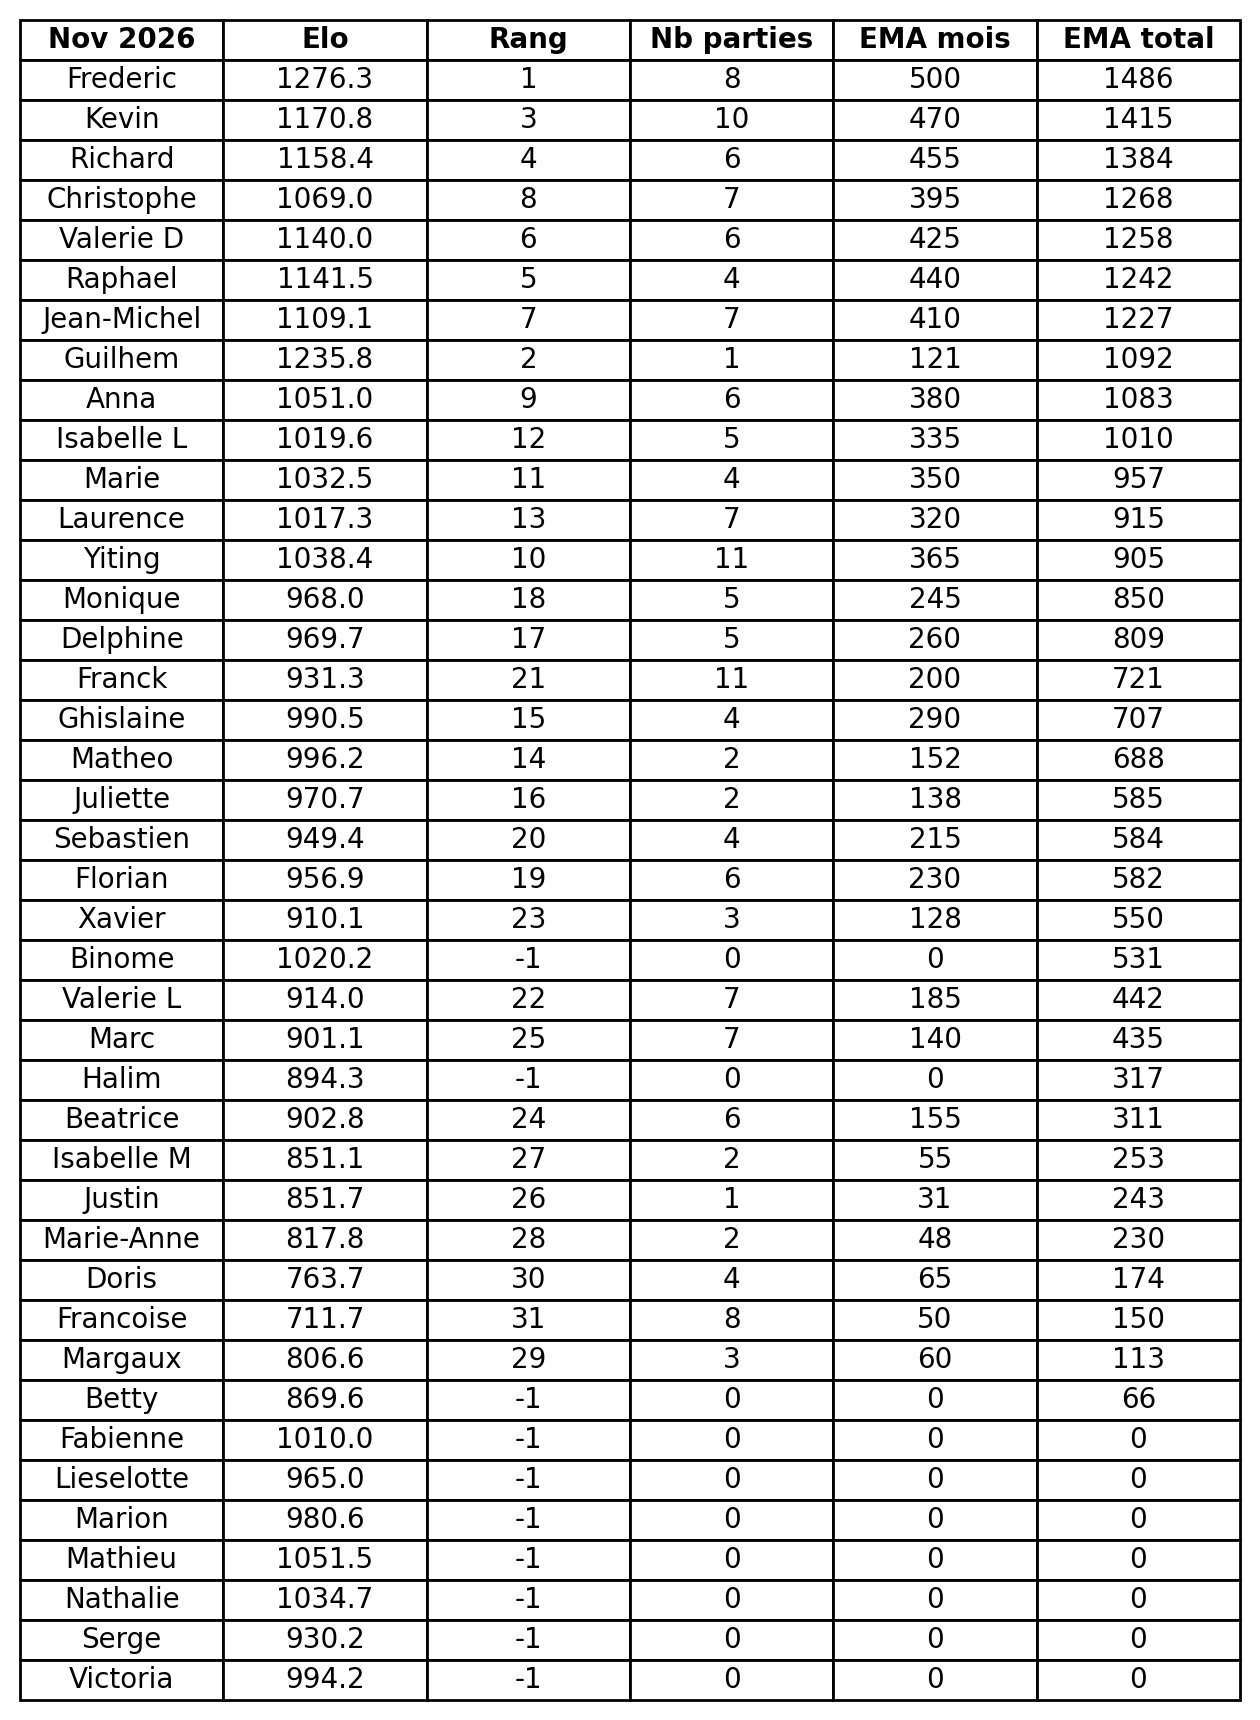 Nov 2026 Elo Rang Nb parties EMA mois EMA total
Frederic 1276.3 1 8 500 1486
Kevin 1170.8 3 10 470 1415
Richard 1158.4 4 6 455 1384
Christophe 1069.0 8 7 395 1268
Valerie D 1140.0 6 6 425 1258
Raphael 1141.5 5 4 440 1242
Jean-Michel 1109.1 7 7 410 1227
Guilhem 1235.8 2 1 121 1092
Anna 1051.0 9 6 380 1083
Isabelle L 1019.6 12 5 335 1010
Marie 1032.5 11 4 350 957
Laurence 1017.3 13 7 320 915
Yiting 1038.4 10 11 365 905
Monique 968.0 18 5 245 850
Delphine 969.7 17 5 260 809
Franck 931.3 21 11 200 721
Ghislaine 990.5 15 4 290 707
Matheo 996.2 14 2 152 688
Juliette 970.7 16 2 138 585
Sebastien 949.4 20 4 215 584
Florian 956.9 19 6 230 582
Xavier 910.1 23 3 128 550
Binome 1020.2 -1 0 0 531
Valerie L 914.0 22 7 185 442
Marc 901.1 25 7 140 435
Halim 894.3 -1 0 0 317
Beatrice 902.8 24 6 155 311
Isabelle M 851.1 27 2 55 253
Justin 851.7 26 1 31 243
Marie-Anne 817.8 28 2 48 230
Doris 763.7 30 4 65 174
Francoise 711.7 31 8 50 150
Margaux 806.6 29 3 60 113
Betty 869.6 -1 0 0 66
Fabienne 1010.0 -1 0 0 0
Lieselotte 965.0 -1 0 0 0
Marion 980.6 -1 0 0 0
Mathieu 1051.5 -1 0 0 0
Nathalie 1034.7 -1 0 0 0
Serge 930.2 -1 0 0 0
Victoria 994.2 -1 0 0 0